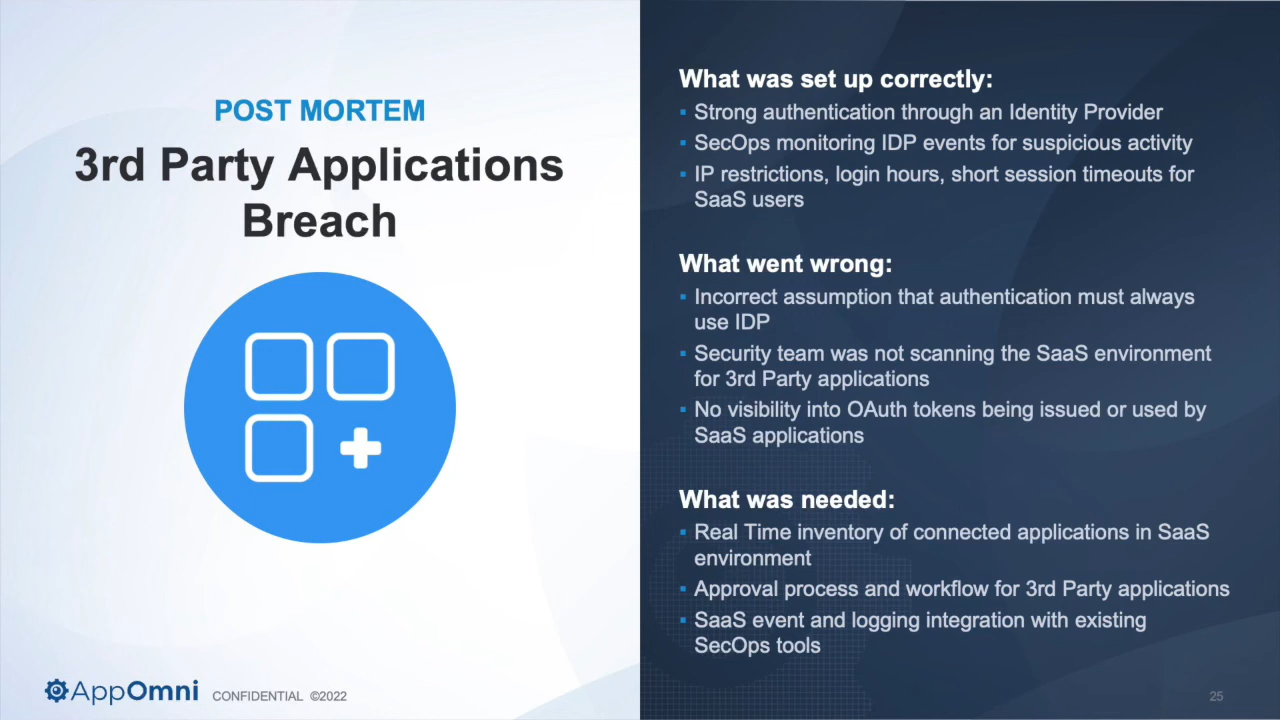 POST MORTEM
3rd Party Applications
Breach
What was set up correctly:
▪ Strong authentication through an Identity Provider
▪ SecOps monitoring IDP events for suspicious activity
▪ IP restrictions, login hours, short session timeouts for
SaaS users
What went wrong:
▪ Incorrect assumption that authentication must always
use IDP
▪ Security team was not scanning the SaaS environment
for 3rd Party applications
▪ No visibility into OAuth tokens being issued or used by
SaaS applications
What was needed:
▪ Real Time inventory of connected applications in SaaS
environment
▪ Approval process and workflow for 3rd Party applications
▪ SaaS event and logging integration with existing
SecOps tools
AppOmni CONFIDENTIAL ©2022
25